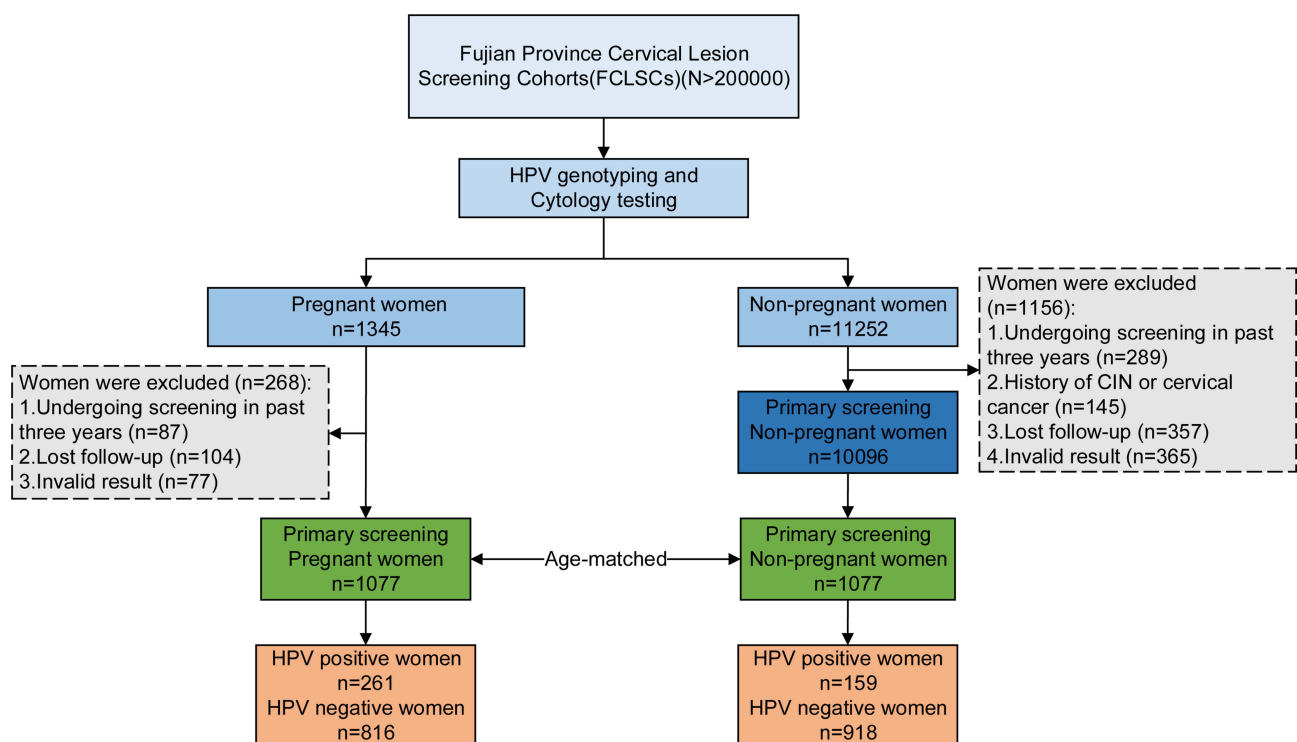 Fujian Province Cervical Lesion
Screening Cohorts(FCLSCs)(N>200000)
HPV genotyping and
Cytology testing
Pregnant women
n=1345
Non-pregnant women
n=11252
Women were excluded
(n=1156):
1.Undergoing screening in past
three years (n=289)
2.History of CIN or cervical
cancer (n=145)
3.Lost follow-up (n=357)
4.Invalid result (n=365)
Women were excluded (n=268):
1.Undergoing screening in past
three years (n=87)
2.Lost follow-up (n=104)
3.Invalid result (n=77)
Primary screening
Non-pregnant women
n=10096
Primary screening
Pregnant women
n=1077
Age-matched
Primary screening
Non-pregnant women
n=1077
HPV positive women
n=261
HPV negative women
n=816
HPV positive women
n=159
HPV negative women
n=918